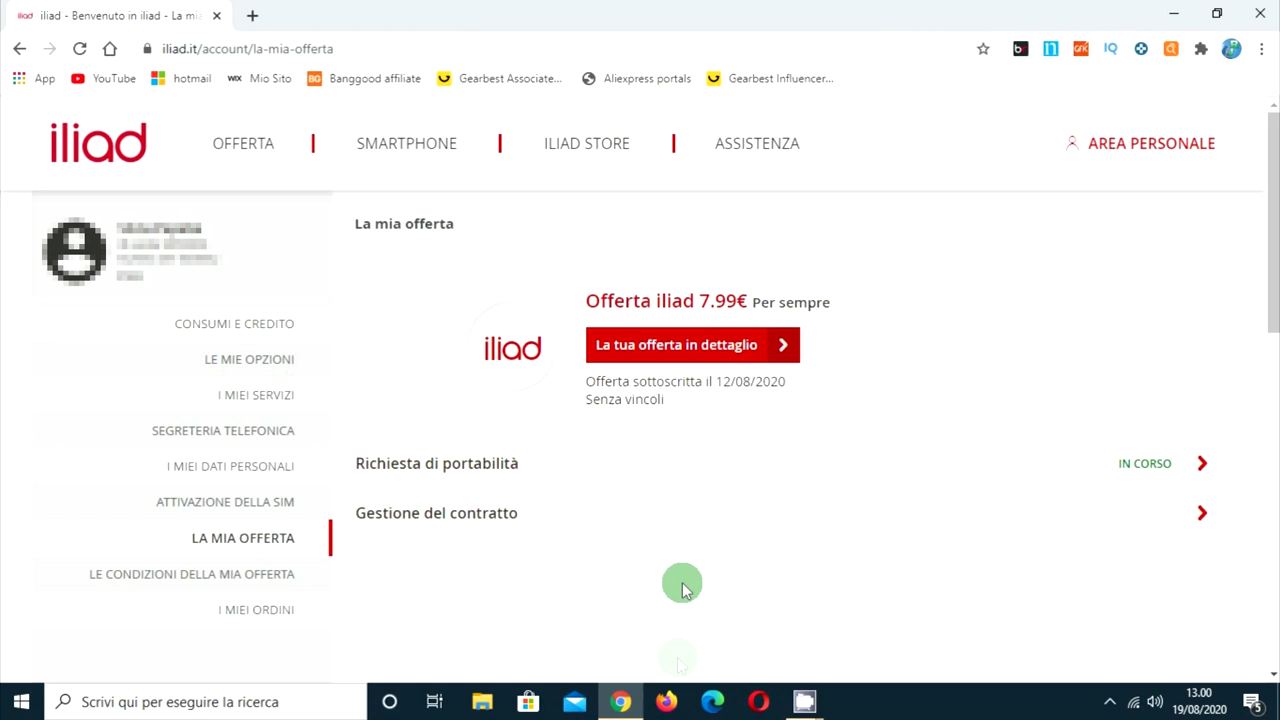 iliad - Benvenuto in iliad - La mia
iliad.it/account/la-mia-offerta
App YouTube hotmail WIX Mio Sito BG Banggood affiliate Gearbest Associate... Aliexpress portals Gearbest Influencer...
iliad OFFERTA SMARTPHONE ILIAD STORE ASSISTENZA AREA PERSONALE
CONSUMI E CREDITO
LE MIE OPZIONI
I MIEI SERVIZI
SEGRETERIA TELEFONICA
I MIEI DATI PERSONALI
ATTIVAZIONE DELLA SIM
LA MIA OFFERTA
LE CONDIZIONI DELLA MIA OFFERTA
I MIEI ORDINI
La mia offerta
iliad
Offerta iliad 7.99€ Per sempre
La tua offerta in dettaglio
Offerta sottoscritta il 12/08/2020
Senza vincoli
Richiesta di portabilità IN CORSO
Gestione del contratto
Scrivi qui per eseguire la ricerca
13.00
19/08/2020
5